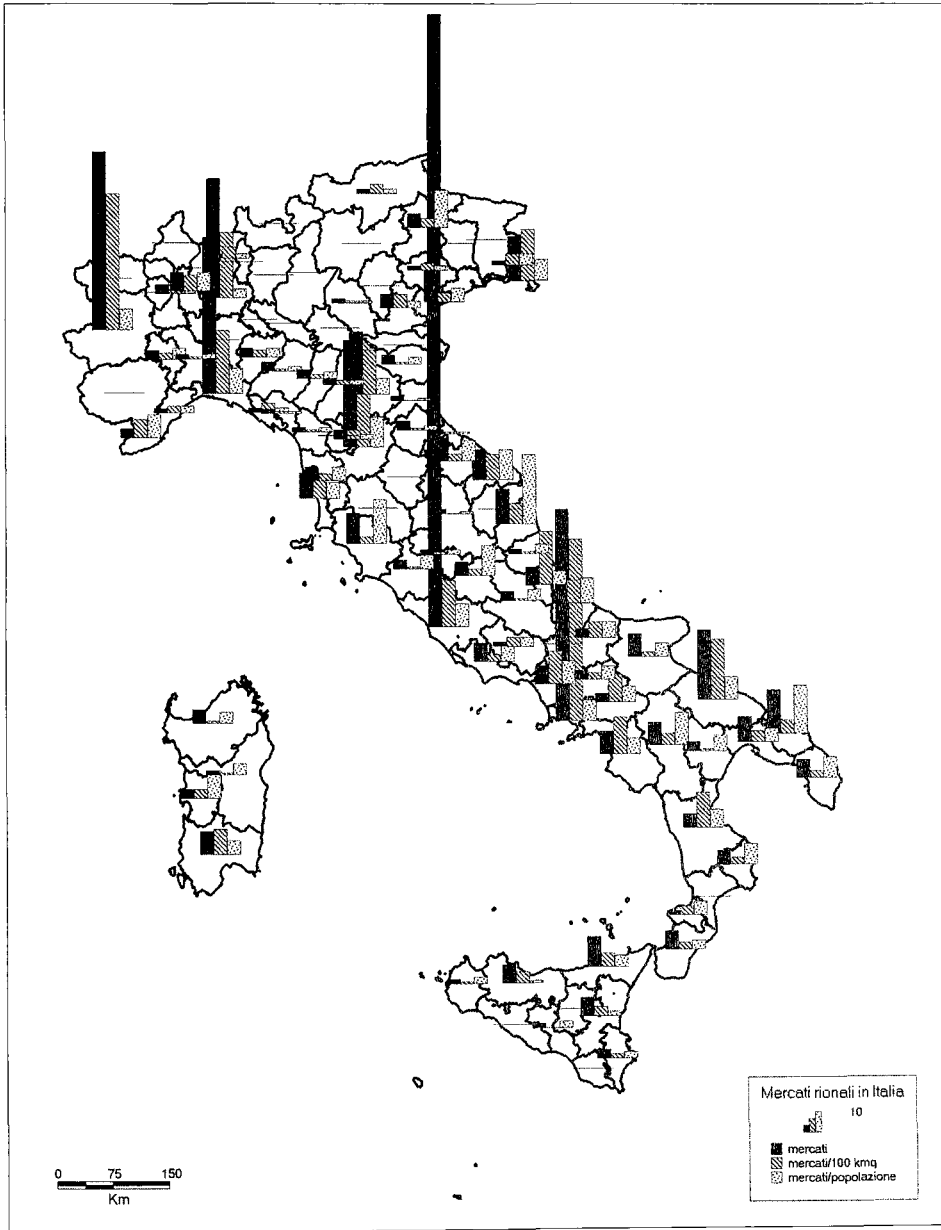 Mercati rionali in Italia
10
mercati
mercati/100 kmq
mercati/popolazione
0 75 150
Km